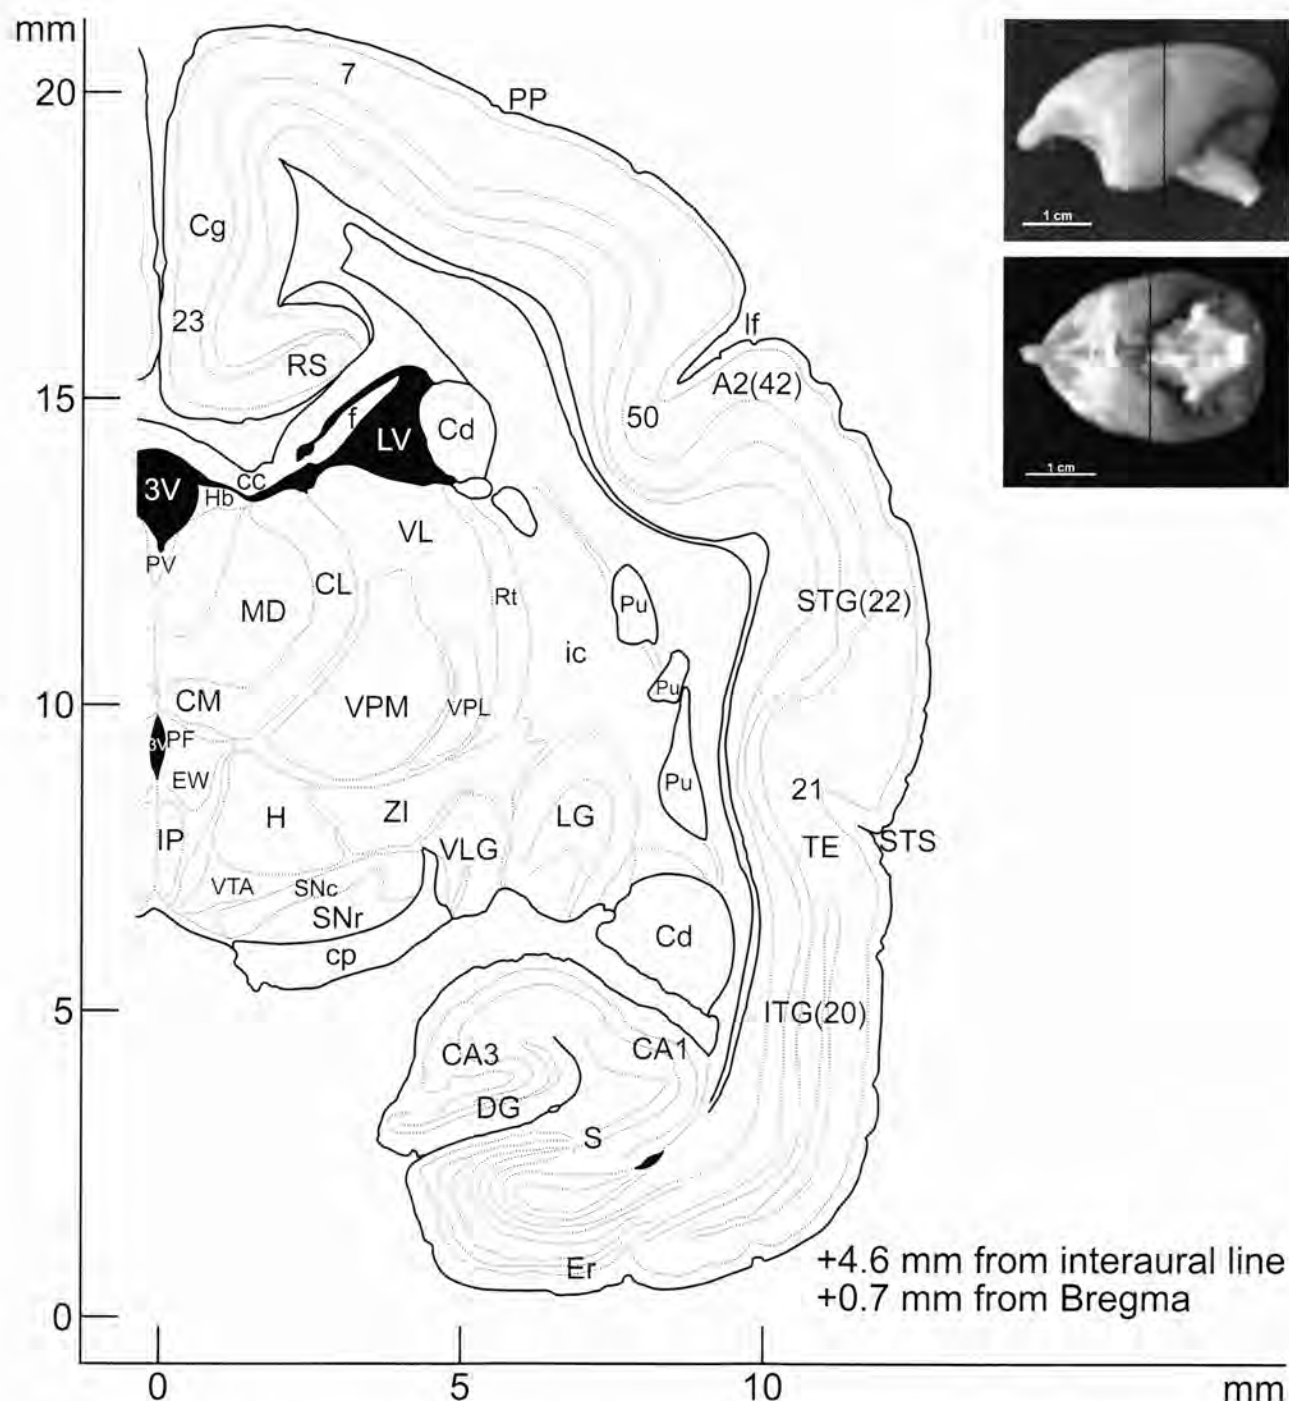 mm
20
7
PP
1 cm
Cg
23
RS
lf
A2(42)
15
50
f
LV
Cd
1 cm
3V
Hb
cc
VL
PV
CL
MD
Rt
Pu
STG(22)
ic
10
CM
VPM
VPL
Pu
3V
PF
EW
Pu
21
H
ZI
LG
IP
VLG
TE
STS
VTA
SNc
SNr
cp
Cd
5
ITG(20)
CA3
CA1
DG
S
Er
+4.6 mm from interaural line
+0.7 mm from Bregma
0
0
5
10
mm